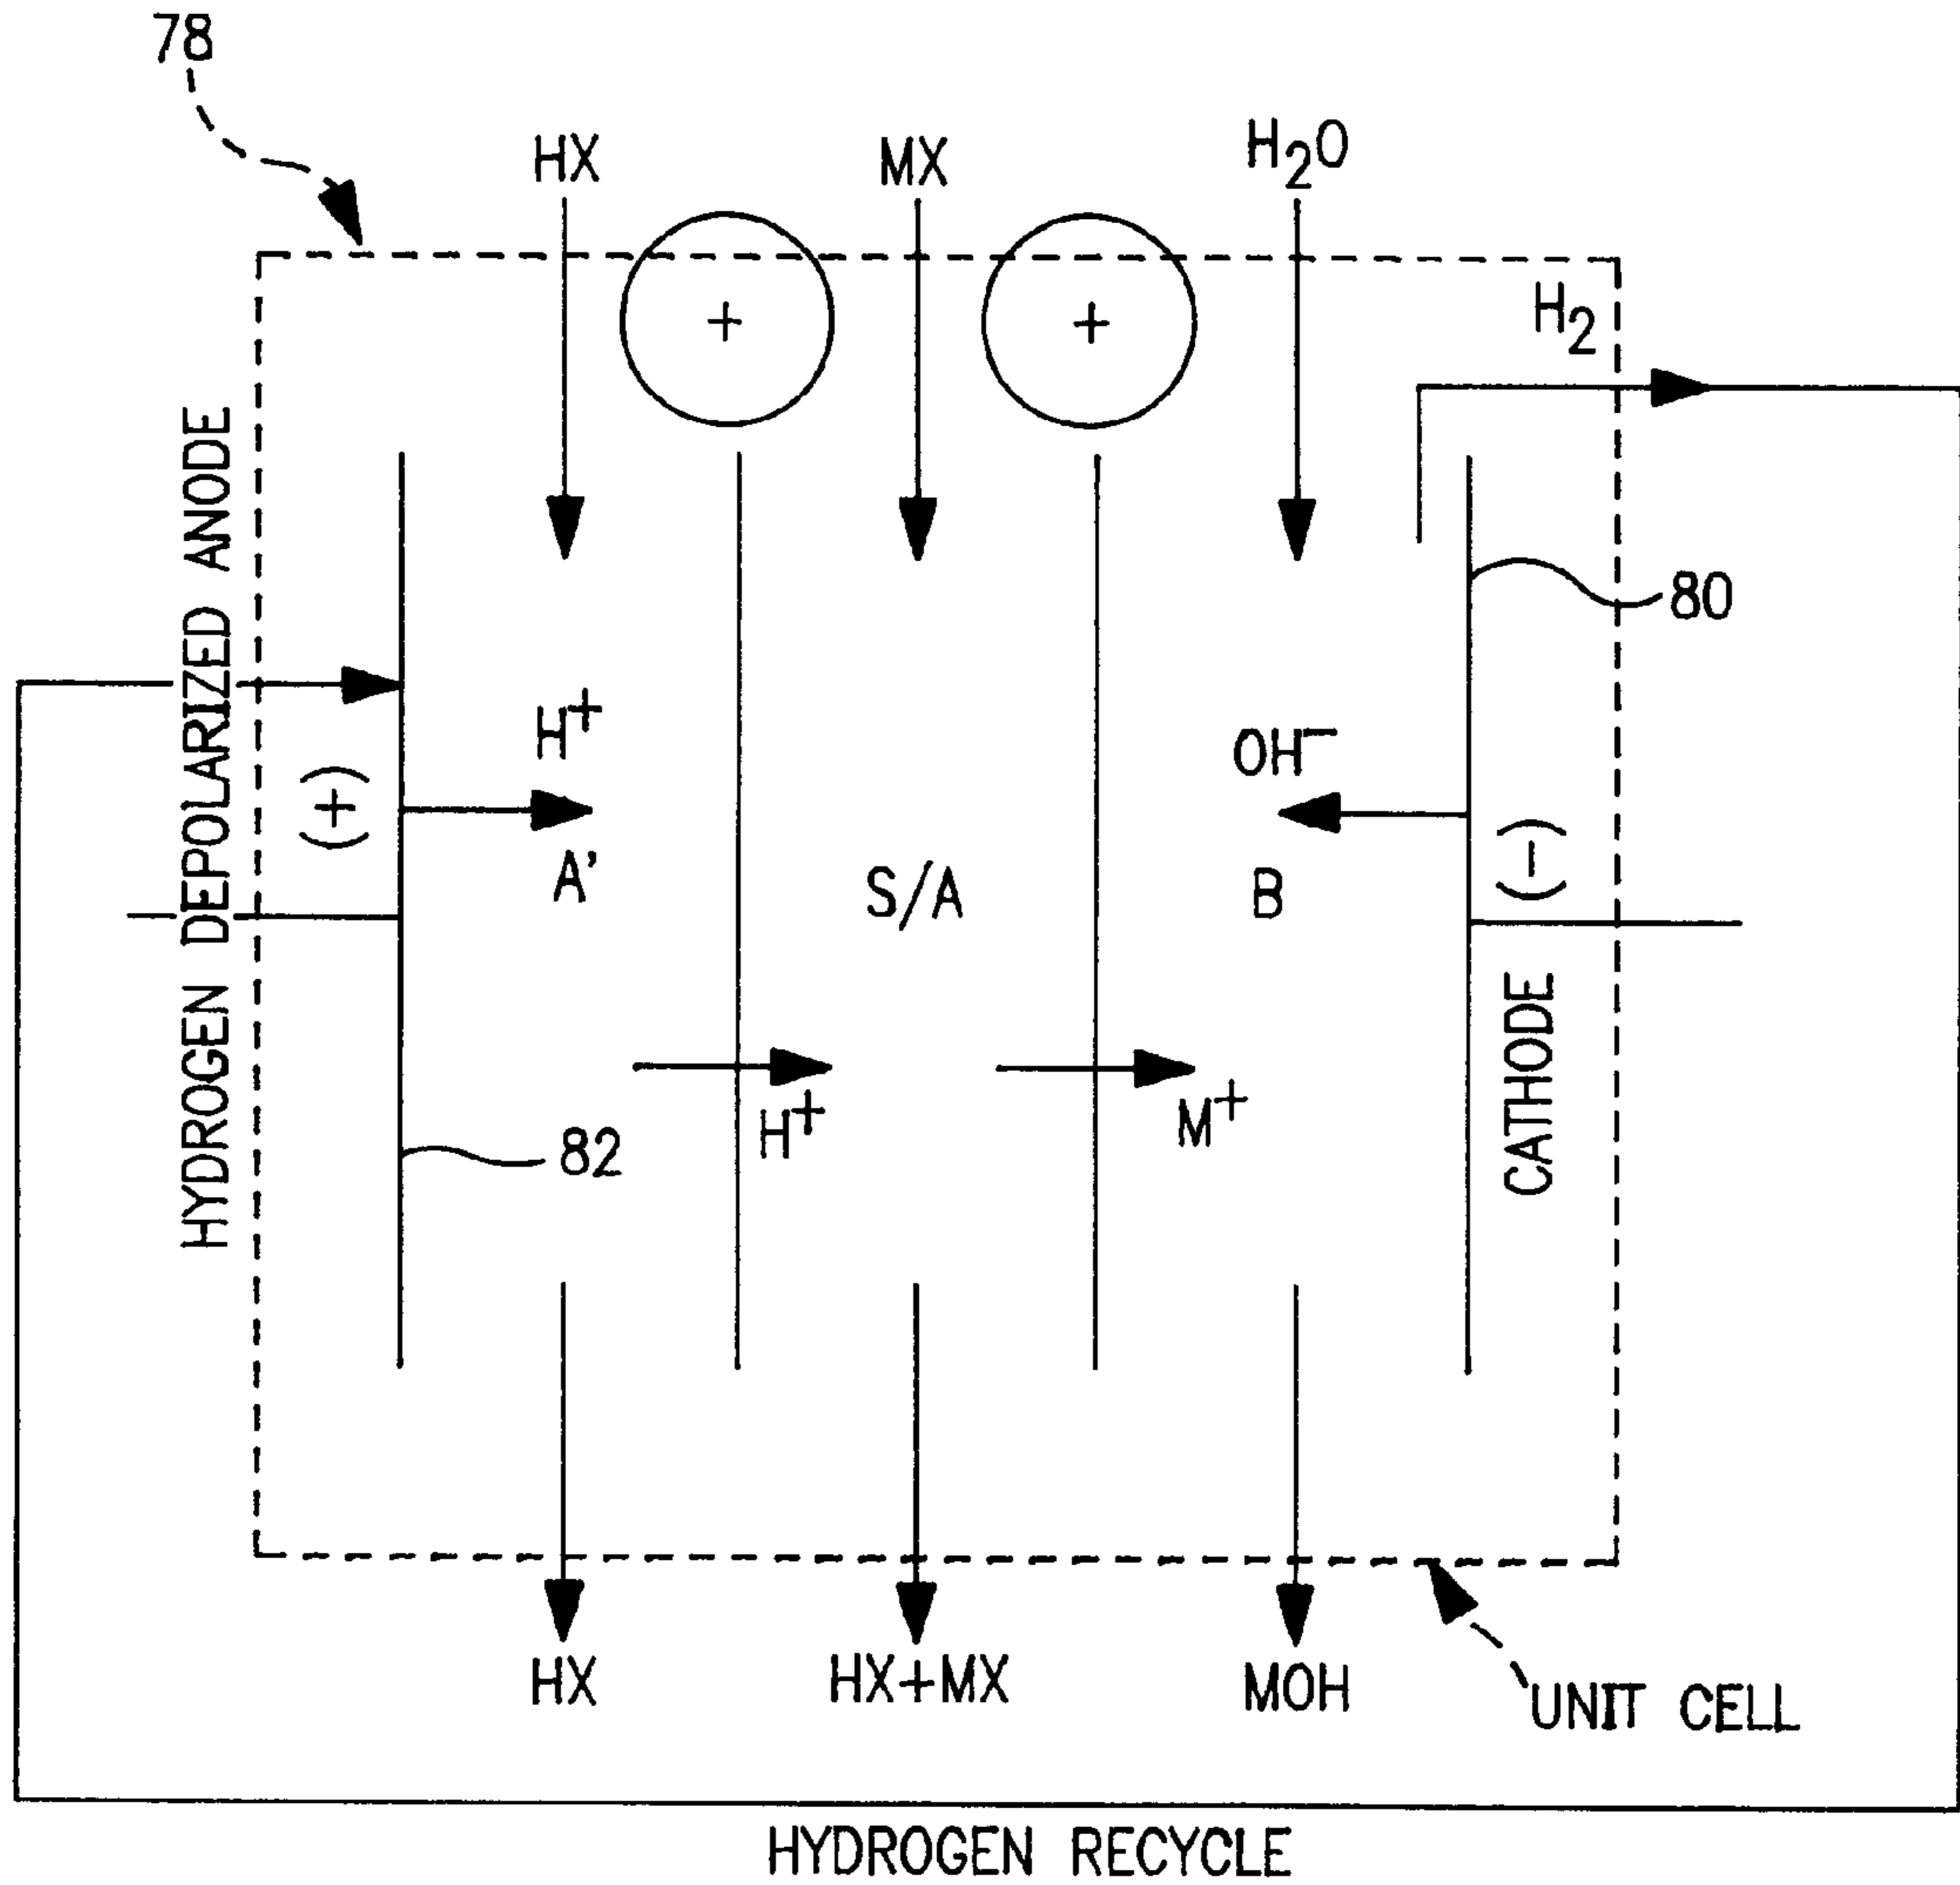 78
HX
MX
H₂O
+
+
H₂
HYDROGEN DEPOLARIZED ANODE
80
H⁺
OH⁻
(+)
A'
S/A
B
(−)
CATHODE
H⁺
M⁺
82
HX
HX+MX
MOH
UNIT CELL
HYDROGEN RECYCLE